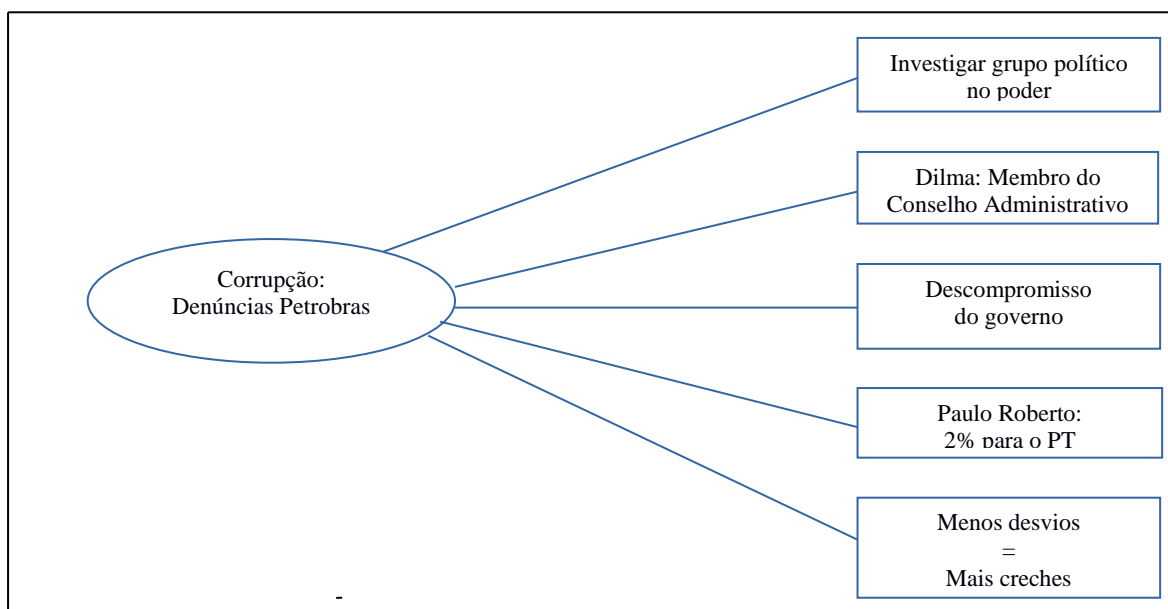 Investigar grupo político
no poder
Dilma: Membro do
Conselho Administrativo
Corrupção:
Denúncias Petrobras
Descompromisso
do governo
Paulo Roberto:
2% para o PT
Menos desvios
=
Mais creches
-